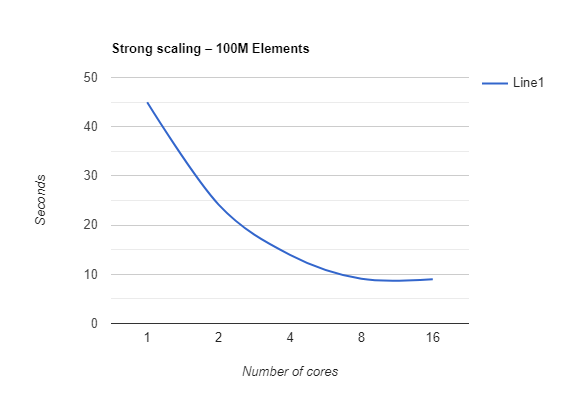 Strong scaling – 100M Elements
50
40
30
20
10
0
Seconds
1 2 4 8 16
Number of cores
Line1